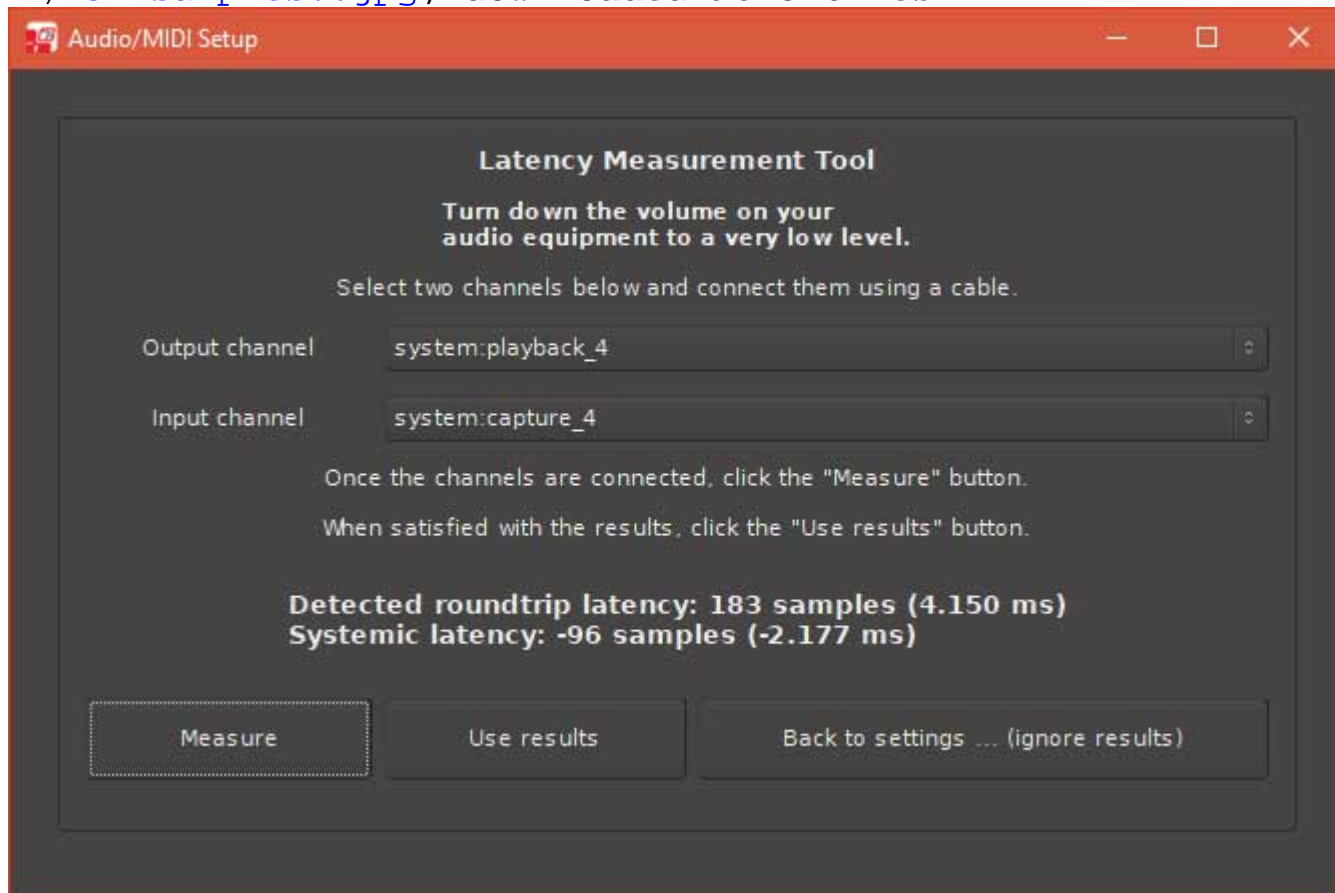 Audio/MIDI Setup
Latency Measurement Tool
Turn down the volume on your
audio equipment to a very low level.
Select two channels below and connect them using a cable.
Output channel system:playback_4
Input channel system:capture_4
Once the channels are connected, click the "Measure" button.
When satisfied with the results, click the "Use results" button.
Detected roundtrip latency: 183 samples (4.150 ms)
Systemic latency: -96 samples (-2.177 ms)
Measure Use results Back to settings ... (ignore results)